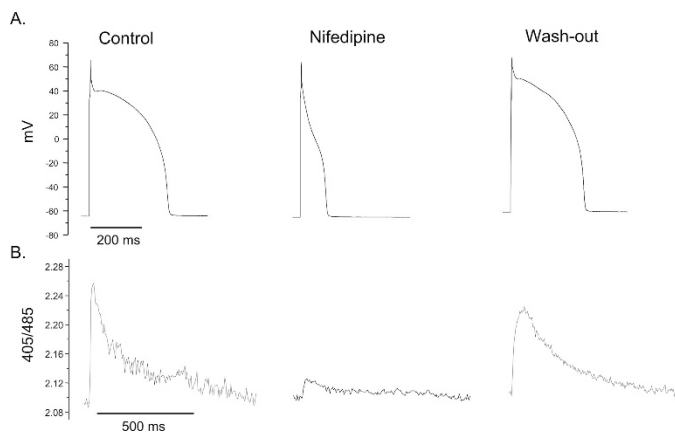 A.
Control
Nifedipine
Wash-out
80
60
40
20
0
-20
-40
-60
-80
mV
200 ms
B.
2.28
2.24
2.20
2.16
2.12
2.08
405/485
500 ms